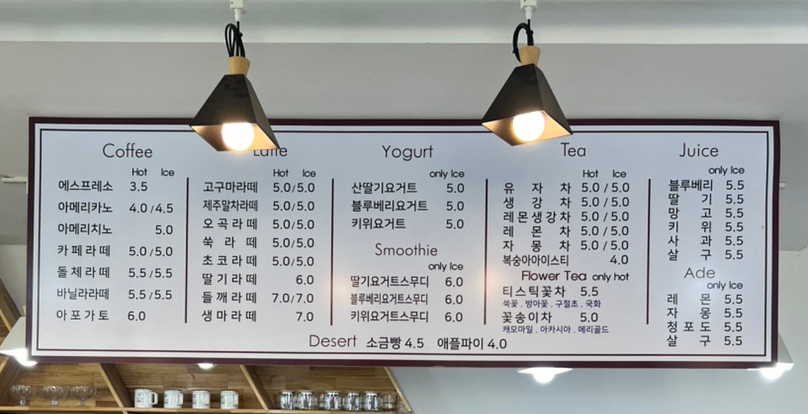 Coffee
Hot Ice
에스프레소 3.5
아메리카노 4.0 / 4.5
아메리치노 5.0
카페라떼 5.0 / 5.0
돌체라떼 5.5 / 5.5
바닐라라떼 5.5 / 5.5
아포가토 6.0
Latte
Hot Ice
고구마라떼 5.0 / 5.0
제주말차라떼 5.0 / 5.0
오곡라떼 5.0 / 5.0
쑥라떼 5.0 / 5.0
초코라떼 5.0 / 5.0
딸기라떼 6.0
들깨라떼 7.0 / 7.0
생마라떼 7.0
Yogurt
only Ice
산딸기요거트 5.0
블루베리요거트 5.0
키위요거트 5.0
Smoothie
only Ice
딸기요거트스무디 6.0
블루베리요거트스무디 6.0
키위요거트스무디 6.0
Tea
Hot Ice
유자차 5.0 / 5.0
생강차 5.0 / 5.0
레몬생강차 5.0 / 5.0
레몬차 5.0 / 5.0
자몽차 5.0 / 5.0
복숭아아이스티 4.0
Flower Tea only hot
티스틱꽃차 5.5
쑥꽃 . 방아꽃 . 구절초 . 국화
꽃송이차 5.0
캐모마일 . 아카시아 . 메리골드
Juice
only Ice
블루베리 5.5
딸기 5.5
망고 5.5
키위 5.5
사과 5.5
살구 5.5
Ade
only Ice
레몬 5.5
자몽 5.5
청포도 5.5
살구 5.5
Desert 소금빵 4.5 애플파이 4.0